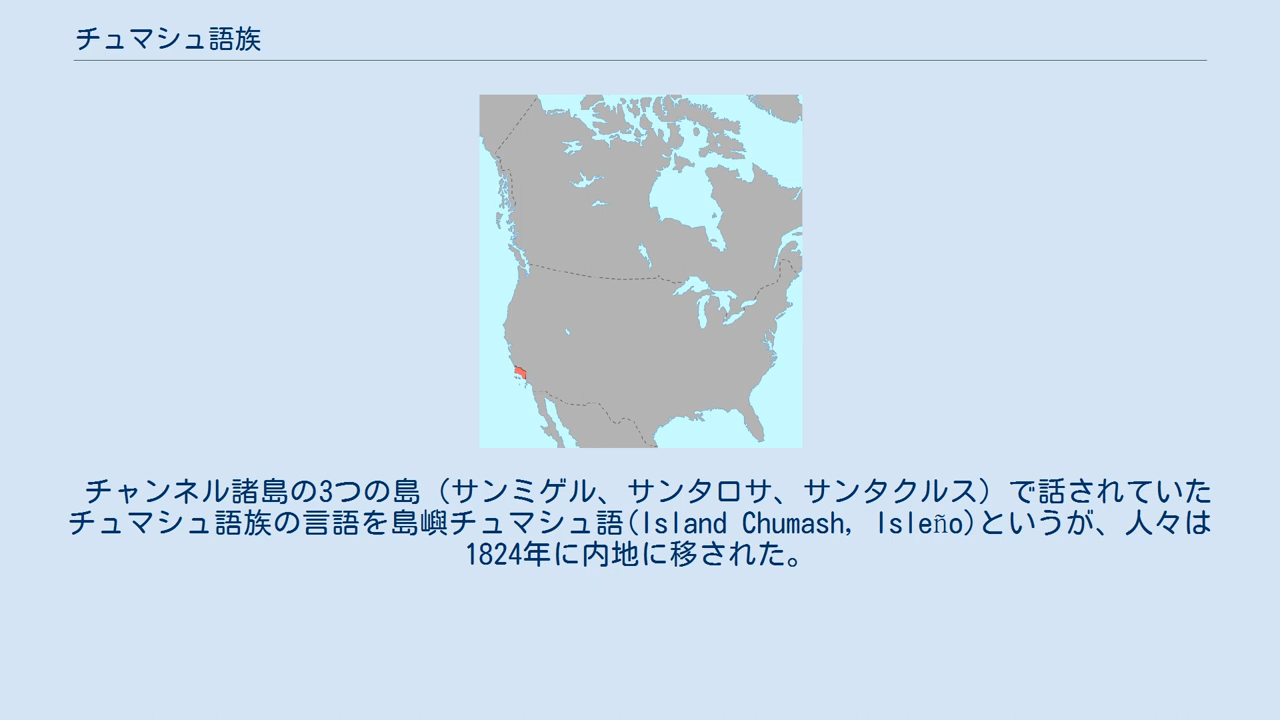 チュマシュ語族
チャンネル諸島の3つの島（サンミゲル、サンタロサ、サンタクルス）で話されていた
チュマシュ語族の言語を島嶼チュマシュ語(Island Chumash, Isleño)というが、人々は
1824年に内地に移された。